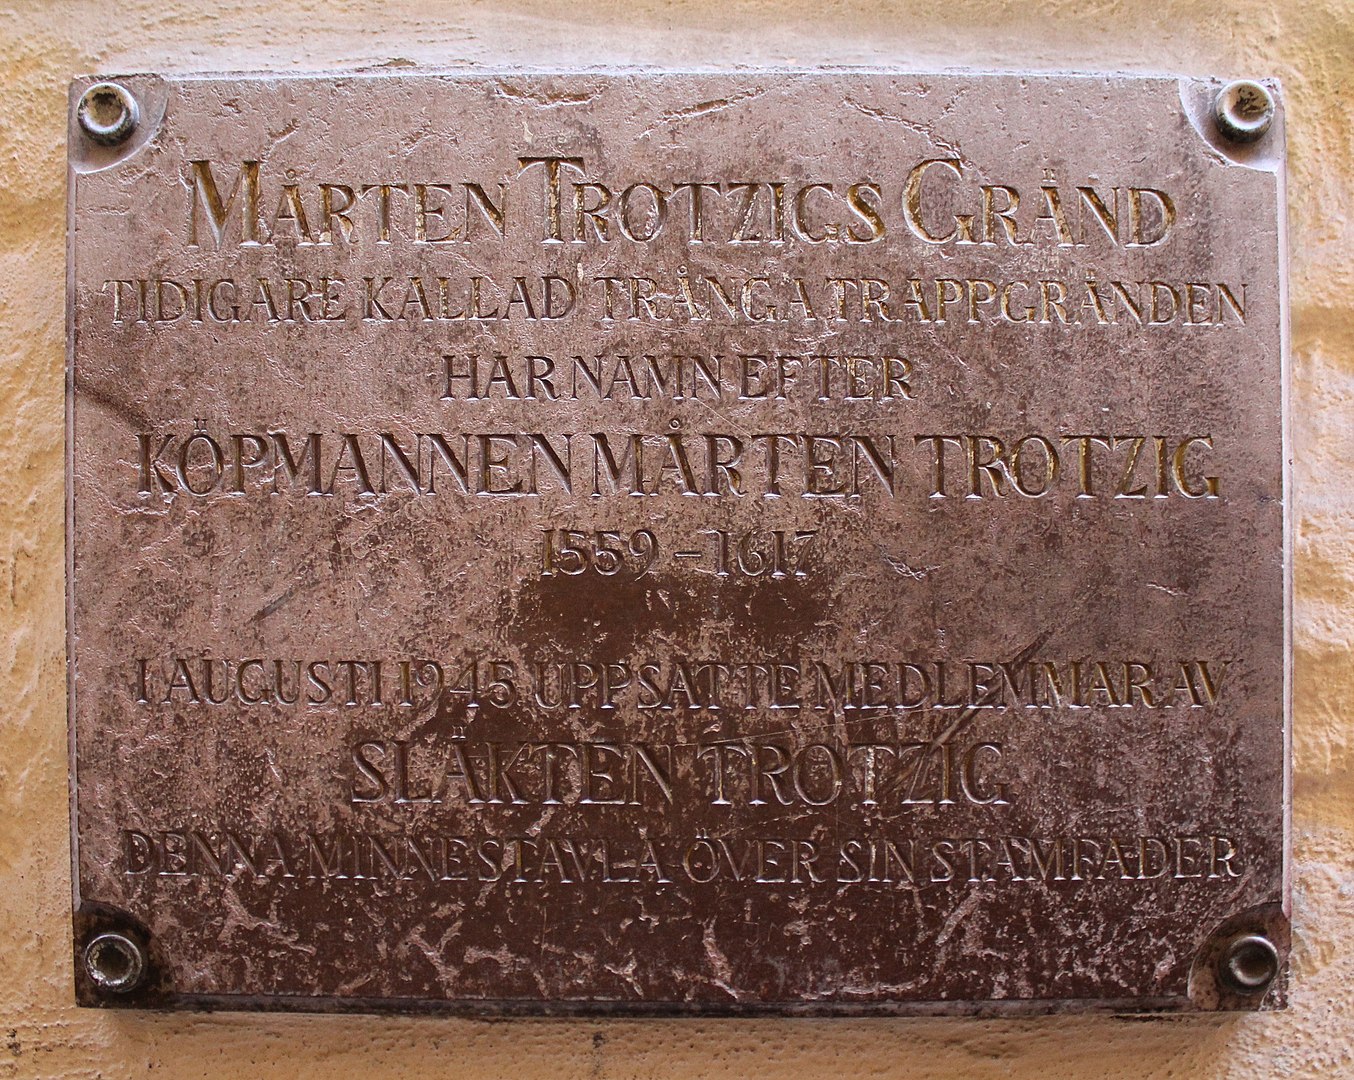 MÅRTEN TROTZIGS GRÄND
TIDIGARE KALLAD TRÅNGA TRAPPGRÄNDEN
HAR NAMN EFTER
KÖPMANNEN MÅRTEN TROTZIG
1559 – 1617
I AUGUSTI 1945 UPPSATTE MEDLEMMAR AV
SLÄKTEN TROTZIG
DENNA MINNESTAVLA ÖVER SIN STAMFADER